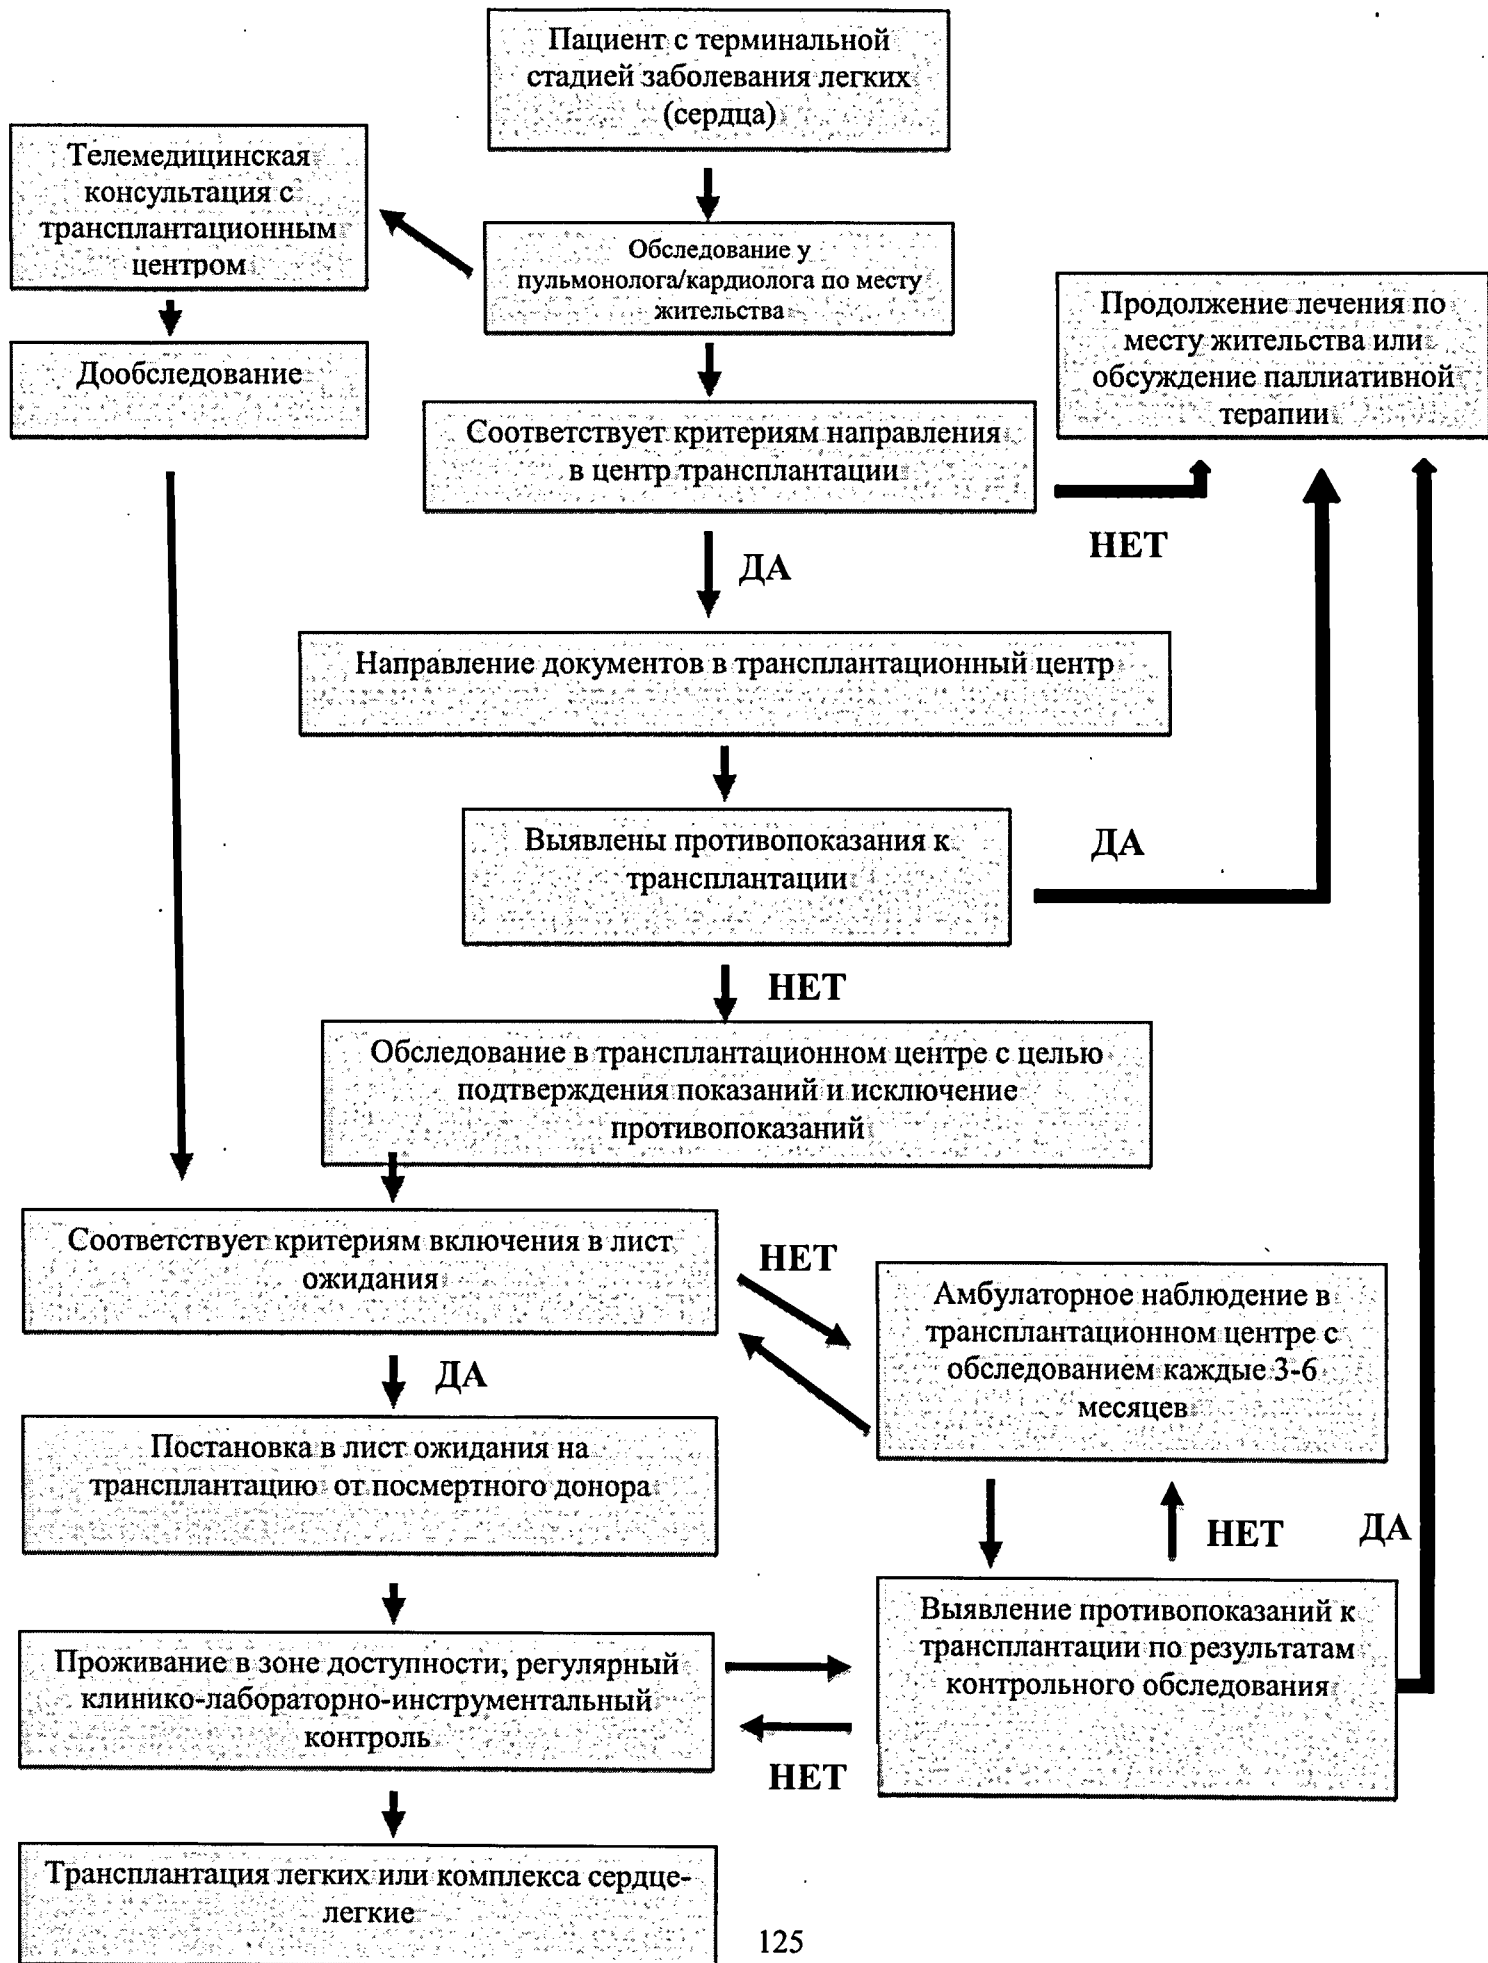 Пациент с терминальной
стадией заболевания легких
(сердца)
Телемедицинская
консультация с
трансплантационным
центром
Обследование у
пульмонолога/кардиолога по месту
жительства
Продолжение лечения по
месту жительства или
обсуждение паллиативной
терапии
Дообследование
Соответствует критериям направления
в центр трансплантации
НЕТ
ДА
Направление документов в трансплантационный центр
Выявлены противопоказания к
трансплантации
ДА
НЕТ
Обследование в трансплантационном центре с целью
подтверждения показаний и исключение
противопоказаний
Соответствует критериям включения в лист
ожидания
НЕТ
Амбулаторное наблюдение в
трансплантационном центре с
обследованием каждые 3-6
месяцев
ДА
Постановка в лист ожидания на
трансплантацию от посмертного донора
НЕТ
ДА
Выявление противопоказаний к
трансплантации по результатам
контрольного обследования
Проживание в зоне доступности, регулярный
клинико-лабораторно-инструментальный
контроль
НЕТ
Трансплантация легких или комплекса сердце-
легкие
125